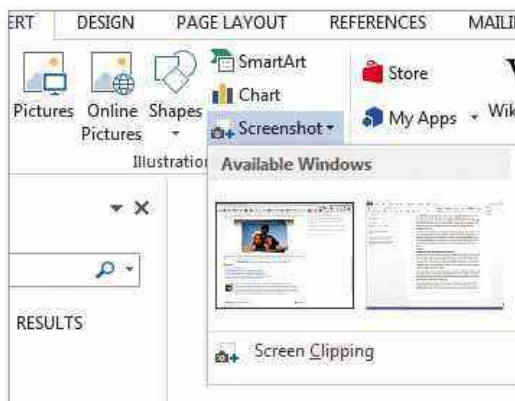 ERT DESIGN PAGE LAYOUT REFERENCES MAILI
Pictures
Online Pictures
Shapes
SmartArt
Chart
Screenshot
Store
My Apps
Wik
Illustration
Available Windows
RESULTS
Screen Clipping